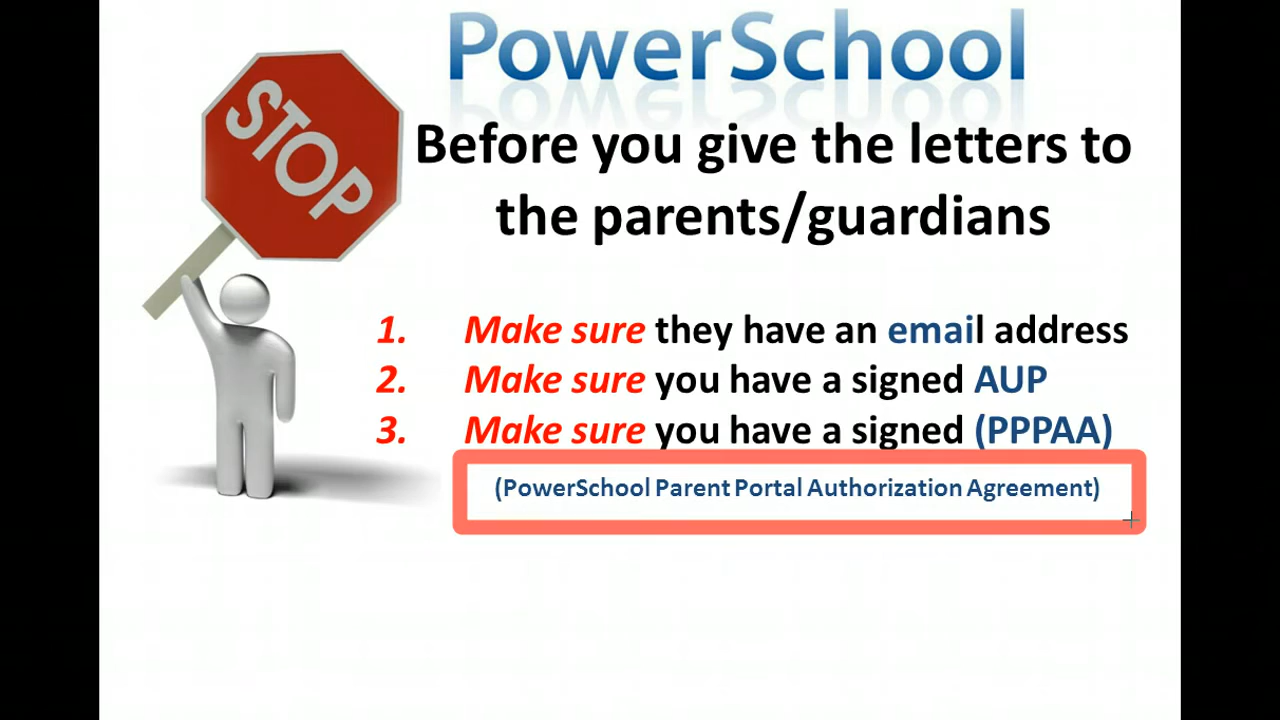 PowerSchool
STOP
Before you give the letters to
the parents/guardians
1. Make sure they have an email address
2. Make sure you have a signed AUP
3. Make sure you have a signed (PPPAA)
(PowerSchool Parent Portal Authorization Agreement)